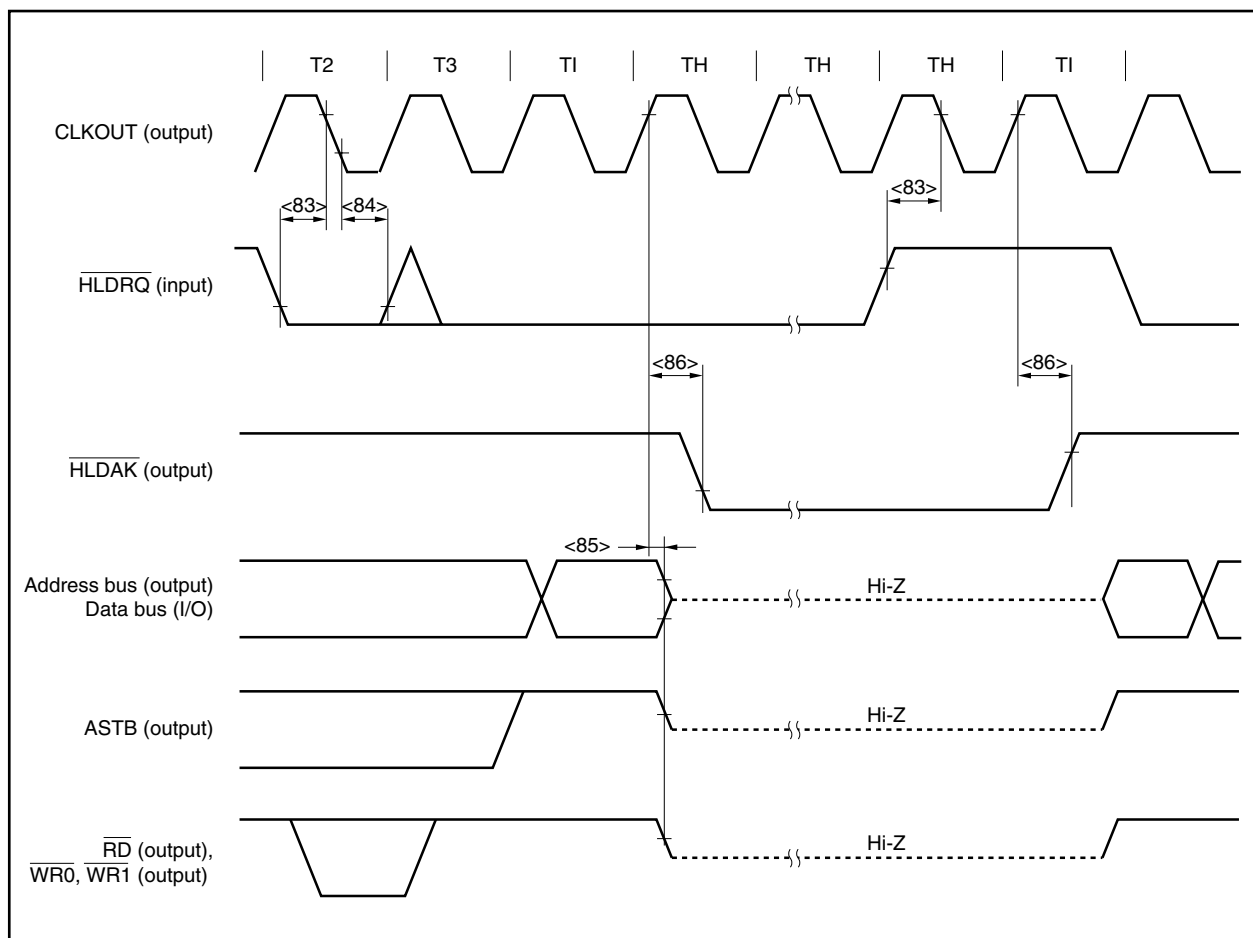 T2 T3 TI TH TH TH TI
CLKOUT (output)
<83> <84> <83>
HLDRQ (input)
<86> <86>
HLDAK (output)
<85>
Address bus (output)
Data bus (I/O)
Hi-Z
ASTB (output)
Hi-Z
RD (output),
WR0, WR1 (output)
Hi-Z